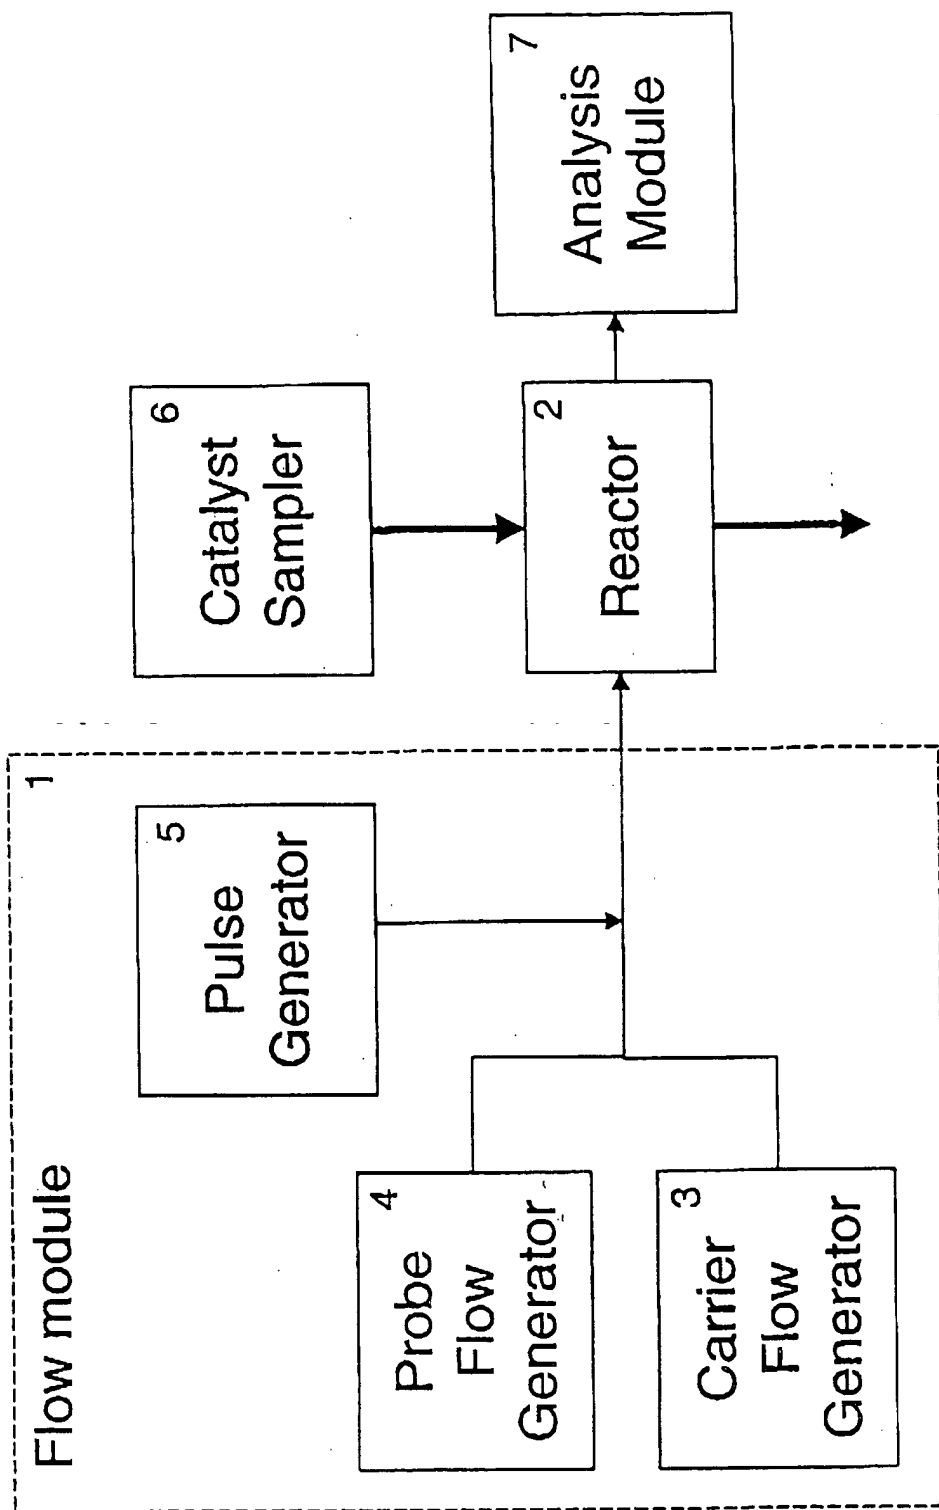 Flow module
1
Probe
Flow
Generator
4
Carrier
Flow
Generator
3
Pulse
Generator
5
Catalyst
Sampler
6
Reactor
2
Analysis
Module
7